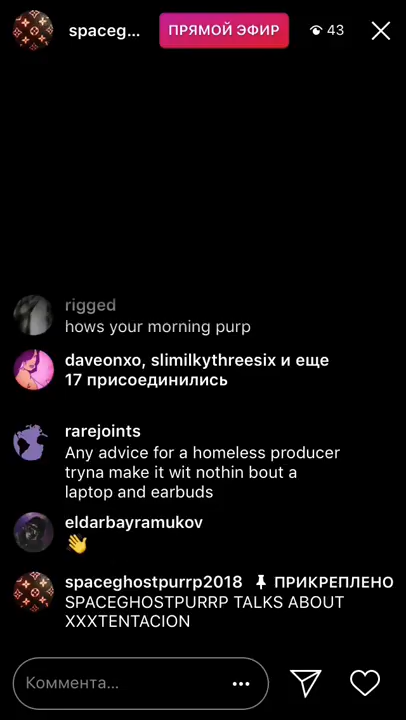 spaceg...
ПРЯМОЙ ЭФИР
43
rigged
hows your morning purp
daveonxo, slimilkythreesix и еще
17 присоединились
rarejoints
Any advice for a homeless producer
tryna make it wit nothin bout a
laptop and earbuds
eldarbayramukov
👋
spaceghostpurrp2018 ПРИКРЕПЛЕНО
SPACEGHOSTPURRP TALKS ABOUT
XXXTENTACION
Коммента...